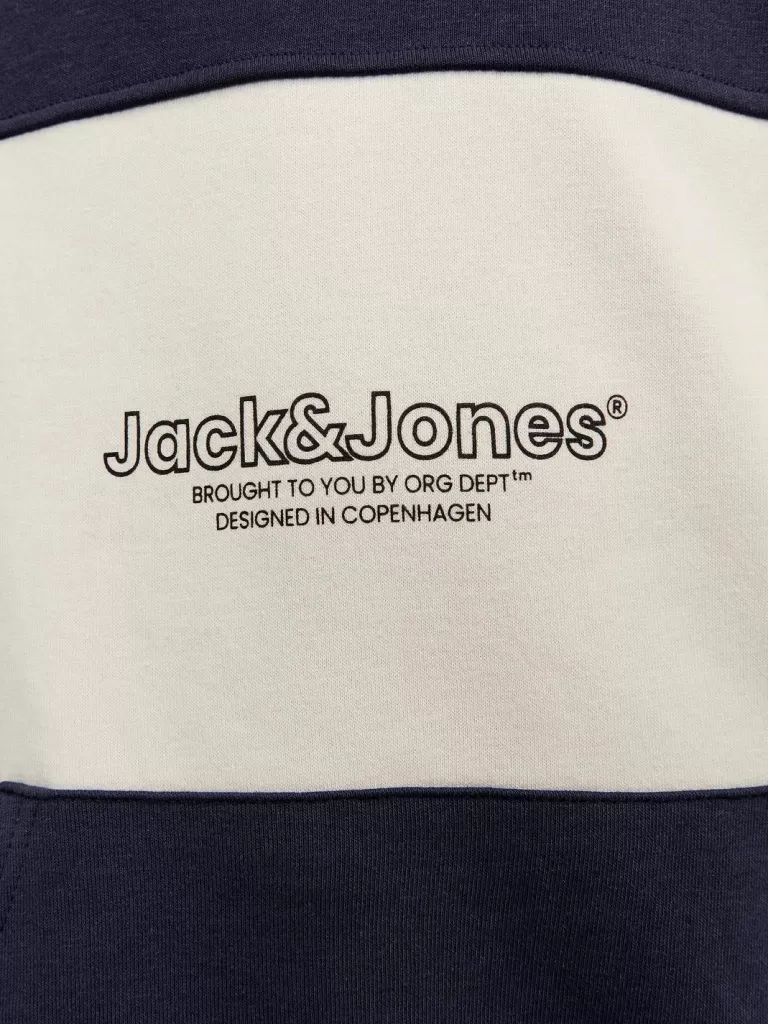 Jack&Jones®
BROUGHT TO YOU BY ORG DEPT™
DESIGNED IN COPENHAGEN